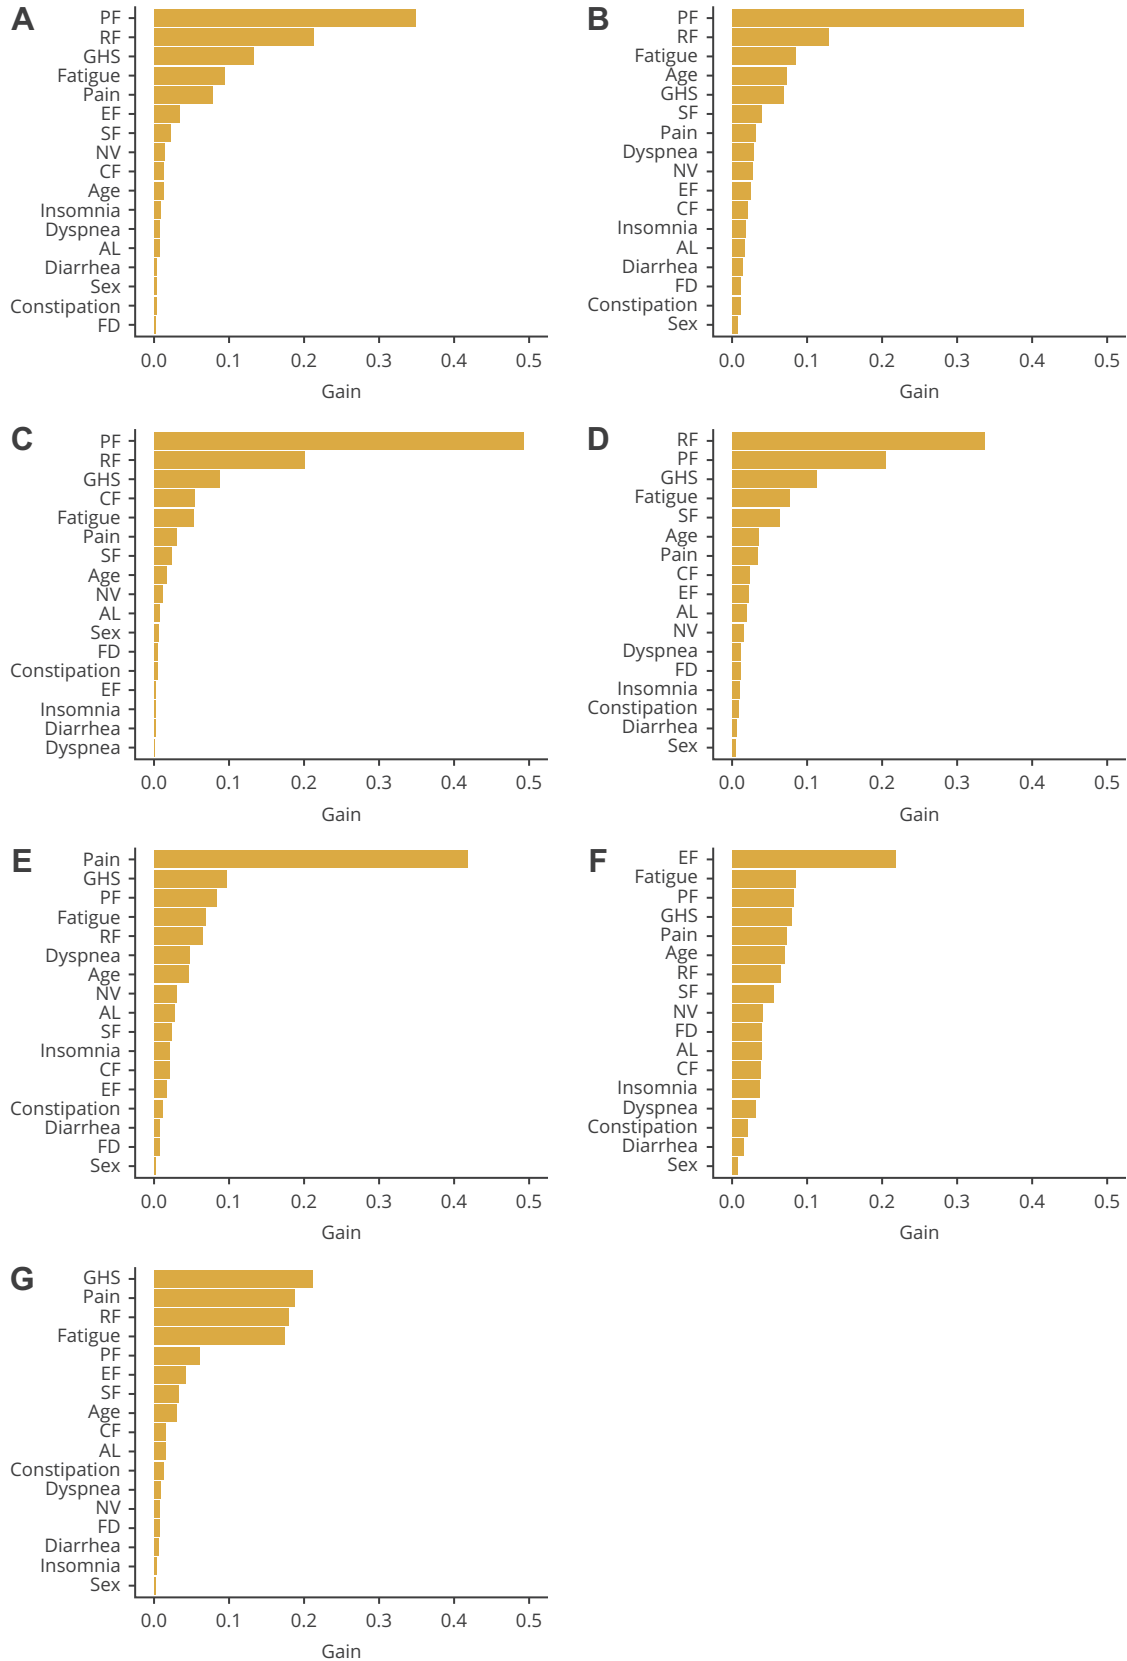 A
PF
RF
GHS
Fatigue
Pain
EF
SF
NV
CF
Age
Insomnia
Dyspnea
AL
Diarrhea
Sex
Constipation
FD
0.0 0.1 0.2 0.3 0.4 0.5
Gain
B
PF
RF
Fatigue
Age
GHS
SF
Pain
Dyspnea
NV
EF
CF
Insomnia
AL
Diarrhea
FD
Constipation
Sex
0.0 0.1 0.2 0.3 0.4 0.5
Gain
C
PF
RF
GHS
CF
Fatigue
Pain
SF
Age
NV
AL
Sex
FD
Constipation
EF
Insomnia
Diarrhea
Dyspnea
0.0 0.1 0.2 0.3 0.4 0.5
Gain
D
RF
PF
GHS
Fatigue
SF
Age
Pain
CF
EF
AL
NV
Dyspnea
FD
Insomnia
Constipation
Diarrhea
Sex
0.0 0.1 0.2 0.3 0.4 0.5
Gain
E
Pain
GHS
PF
Fatigue
RF
Dyspnea
Age
NV
AL
SF
Insomnia
CF
EF
Constipation
Diarrhea
FD
Sex
0.0 0.1 0.2 0.3 0.4 0.5
Gain
F
EF
Fatigue
PF
GHS
Pain
Age
RF
SF
NV
FD
AL
CF
Insomnia
Dyspnea
Constipation
Diarrhea
Sex
0.0 0.1 0.2 0.3 0.4 0.5
Gain
G
GHS
Pain
RF
Fatigue
PF
EF
SF
Age
CF
AL
Constipation
Dyspnea
NV
FD
Diarrhea
Insomnia
Sex
0.0 0.1 0.2 0.3 0.4 0.5
Gain